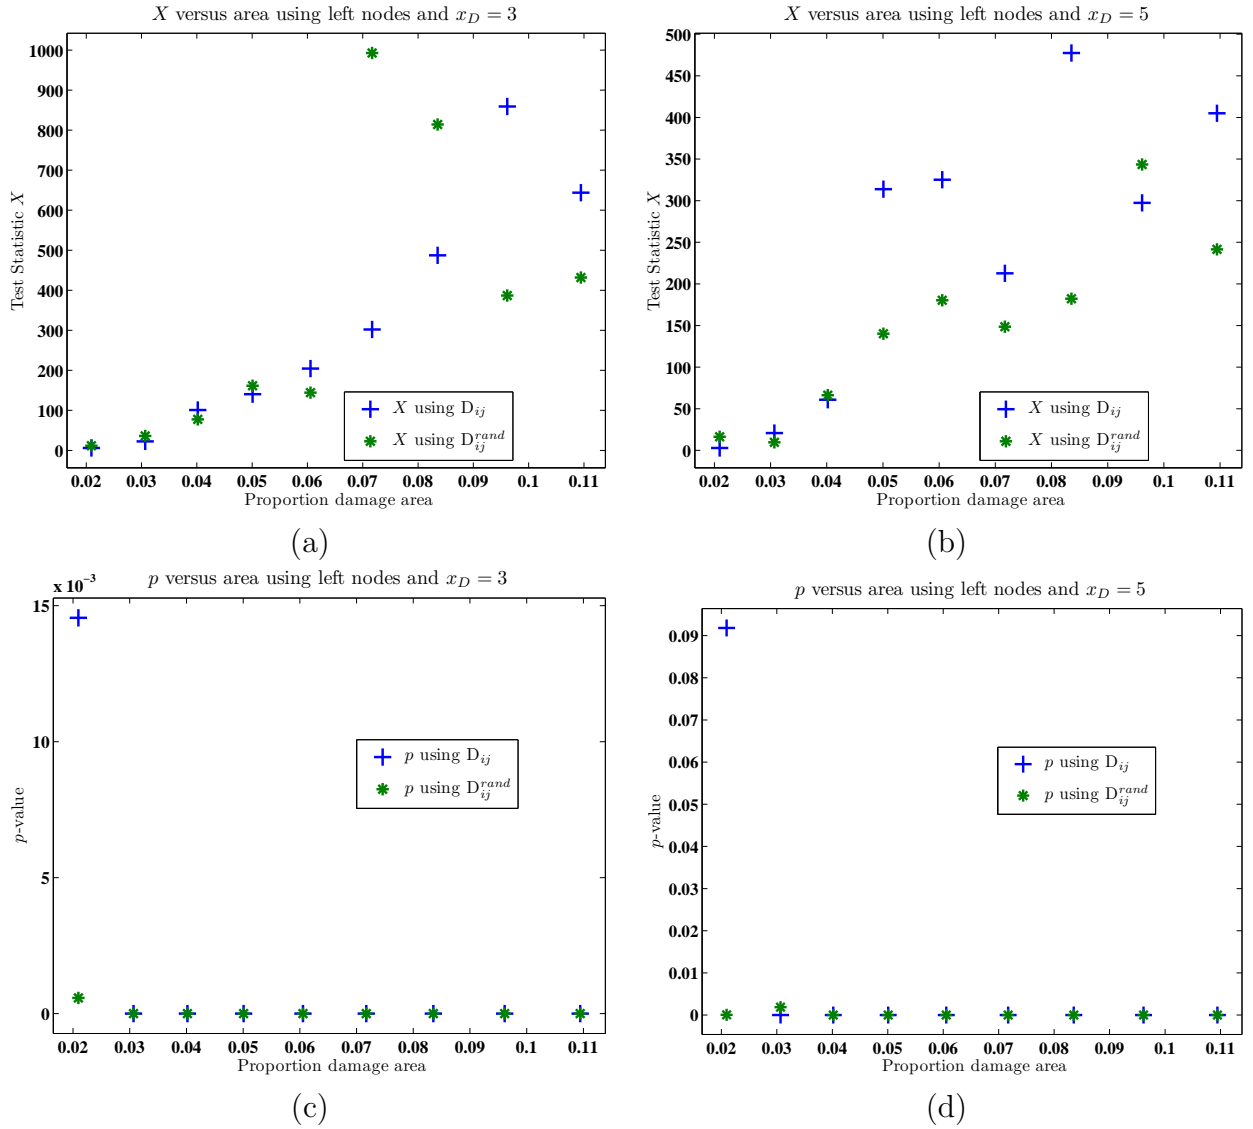 X versus area using left nodes and x_D = 3
1000
900
800
700
600
500
400
300
200
100
0
Test Statistic X
X using D_ij
X using D_ij^rand
0.02 0.03 0.04 0.05 0.06 0.07 0.08 0.09 0.1 0.11
Proportion damage area
(a)
X versus area using left nodes and x_D = 5
500
450
400
350
300
250
200
150
100
50
0
Test Statistic X
X using D_ij
X using D_ij^rand
0.02 0.03 0.04 0.05 0.06 0.07 0.08 0.09 0.1 0.11
Proportion damage area
(b)
p versus area using left nodes and x_D = 3
x 10^−3
15
10
5
0
p-value
p using D_ij
p using D_ij^rand
0.02 0.03 0.04 0.05 0.06 0.07 0.08 0.09 0.1 0.11
Proportion damage area
(c)
p versus area using left nodes and x_D = 5
0.09
0.08
0.07
0.06
0.05
0.04
0.03
0.02
0.01
0
p-value
p using D_ij
p using D_ij^rand
0.02 0.03 0.04 0.05 0.06 0.07 0.08 0.09 0.1 0.11
Proportion damage area
(d)